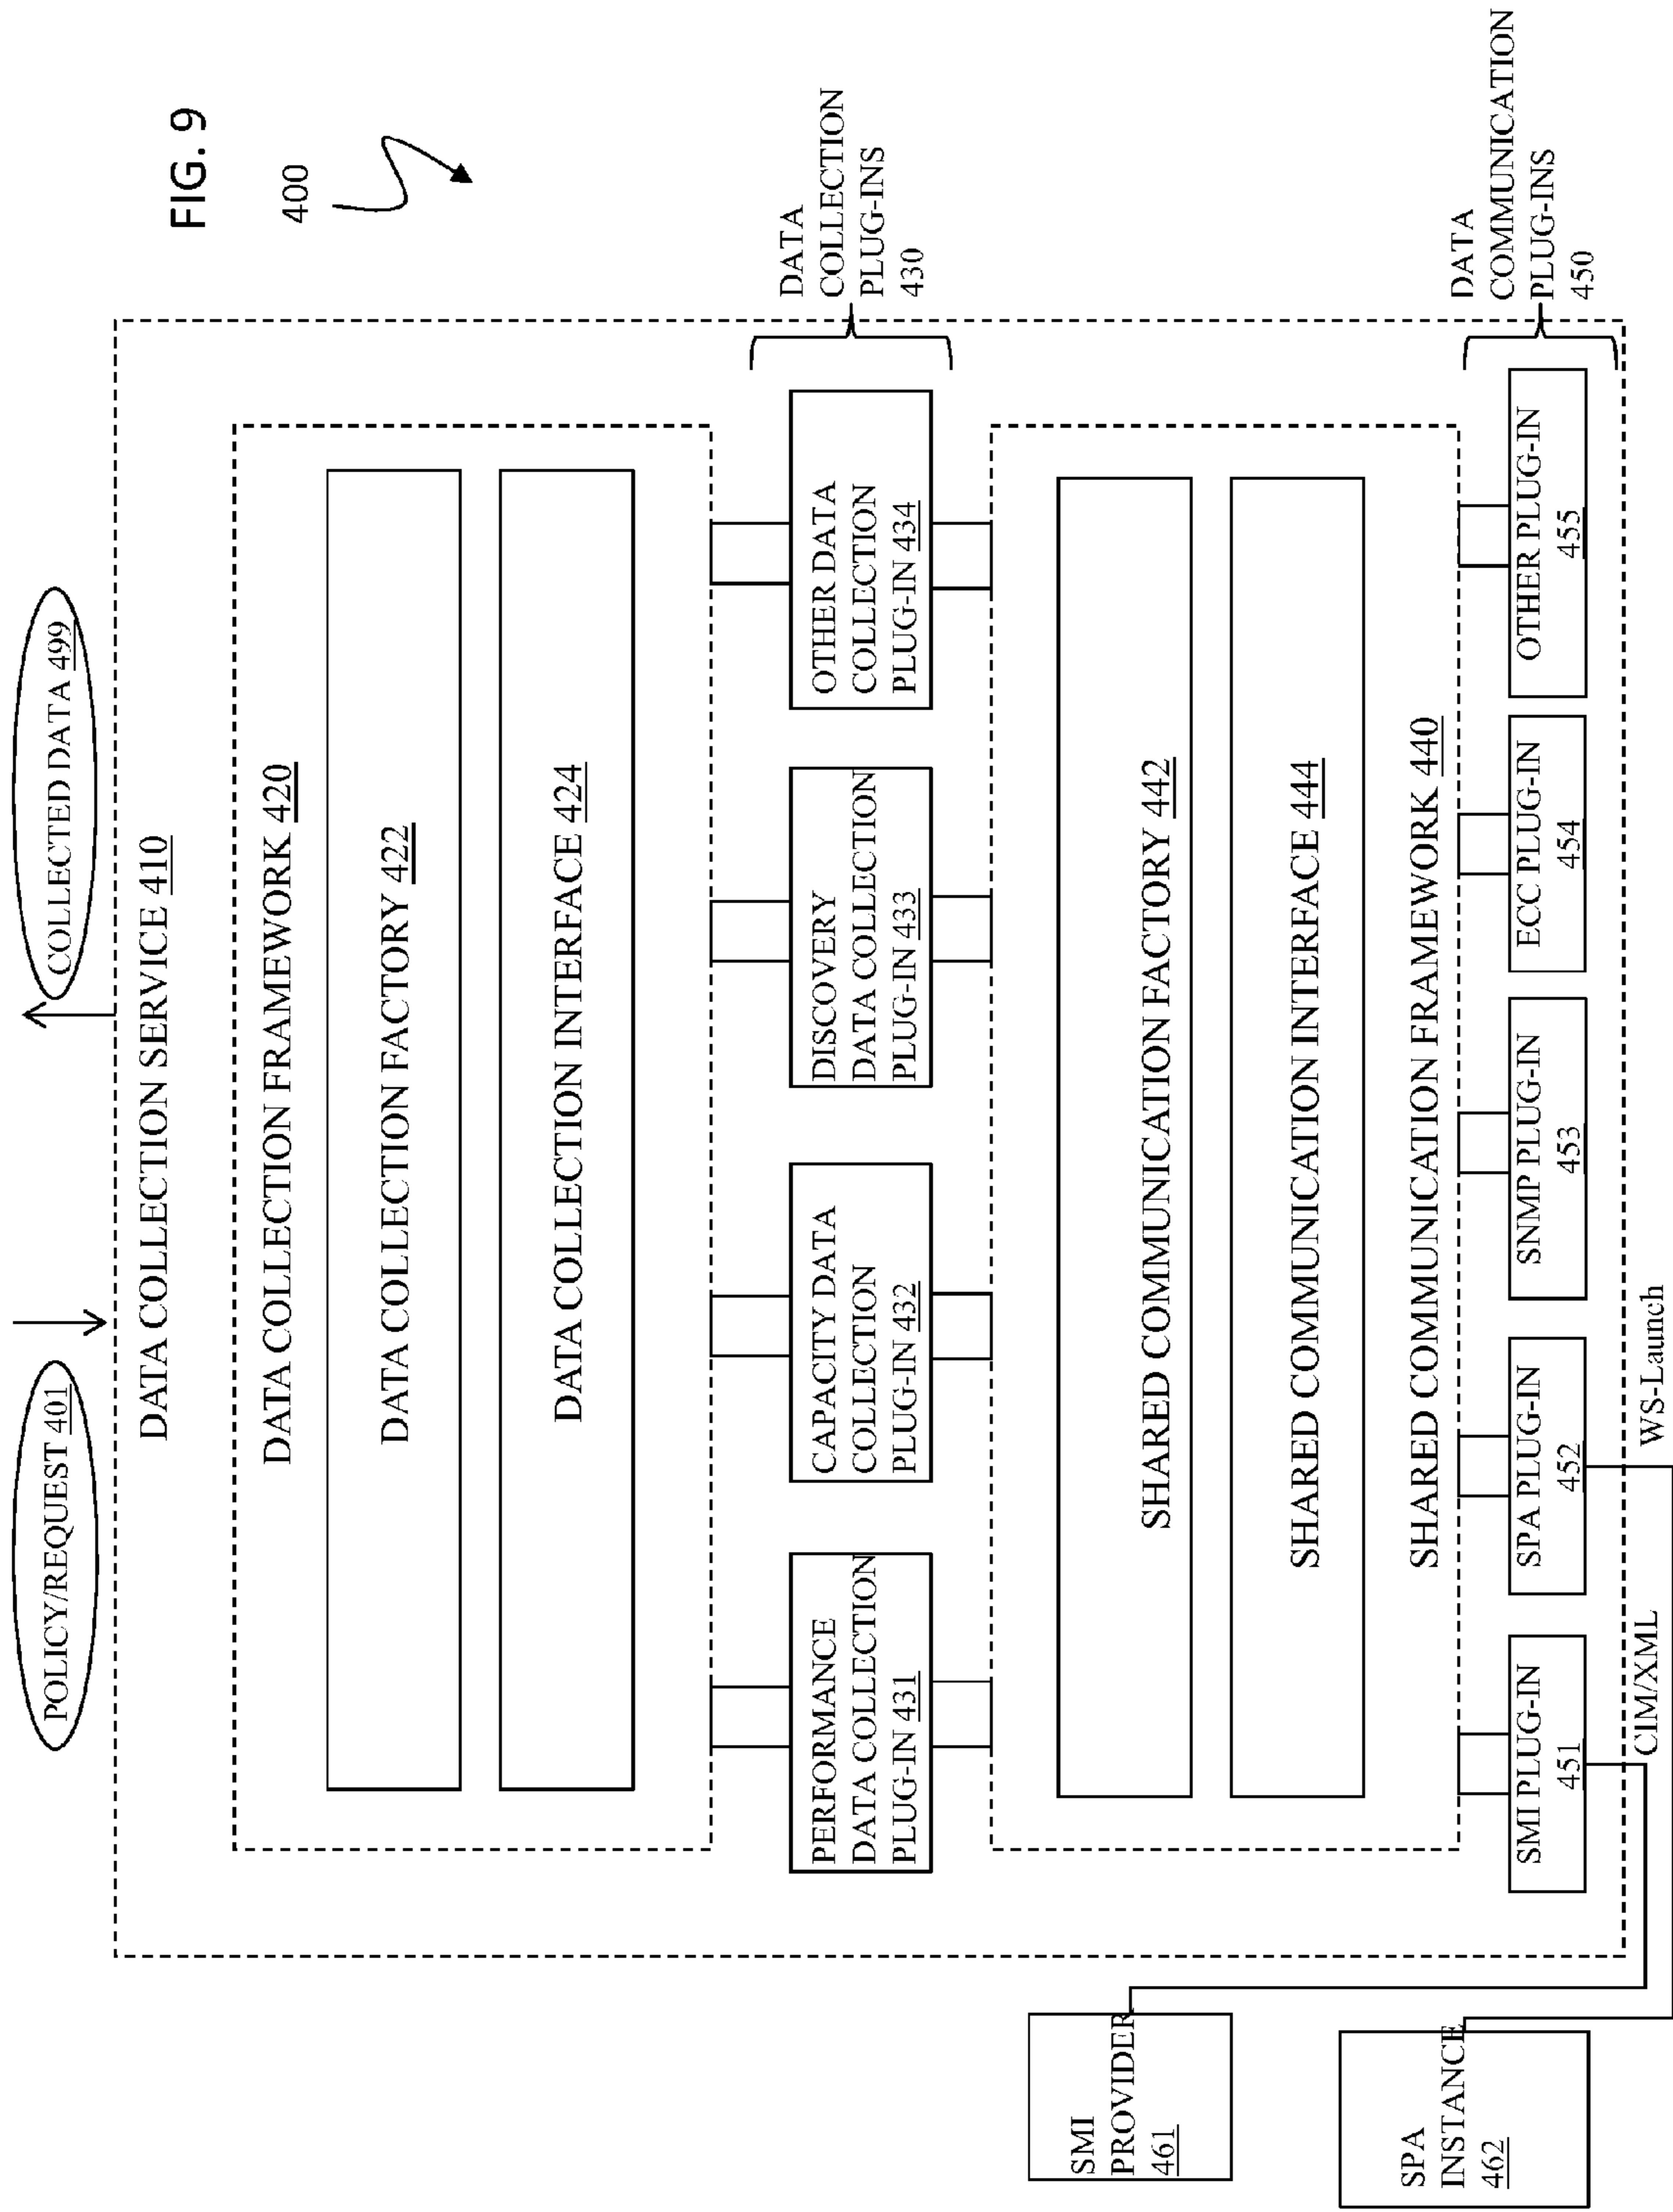 FIG. 9
400
POLICY/REQUEST 401
COLLECTED DATA 499
DATA COLLECTION SERVICE 410
DATA COLLECTION FRAMEWORK 420
DATA COLLECTION FACTORY 422
DATA COLLECTION INTERFACE 424
PERFORMANCE
DATA COLLECTION
PLUG-IN 431
CAPACITY DATA
COLLECTION
PLUG-IN 432
DISCOVERY
DATA COLLECTION
PLUG-IN 433
OTHER DATA
COLLECTION
PLUG-IN 434
DATA
COLLECTION
PLUG-INS
430
SHARED COMMUNICATION FACTORY 442
SHARED COMMUNICATION INTERFACE 444
SHARED COMMUNICATION FRAMEWORK 440
SMI PLUG-IN
451
SPA PLUG-IN
452
SNMP PLUG-IN
453
ECC PLUG-IN
454
OTHER PLUG-IN
455
DATA
COMMUNICATION
PLUG-INS
450
CIM/XML
WS-Launch
SMI
PROVIDER
461
SPA
INSTANCE
462